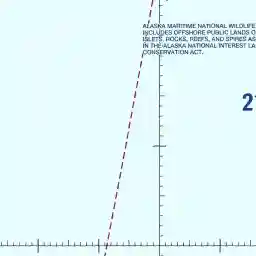 ALASKA MARITIME NATIONAL WILDLIFE
INCLUDES OFFSHORE PUBLIC LANDS O
ISLETS, ROCKS, REEFS, AND SPIRES AS
IN THE ALASKA NATIONAL INTEREST LA
CONSERVATION ACT.
2